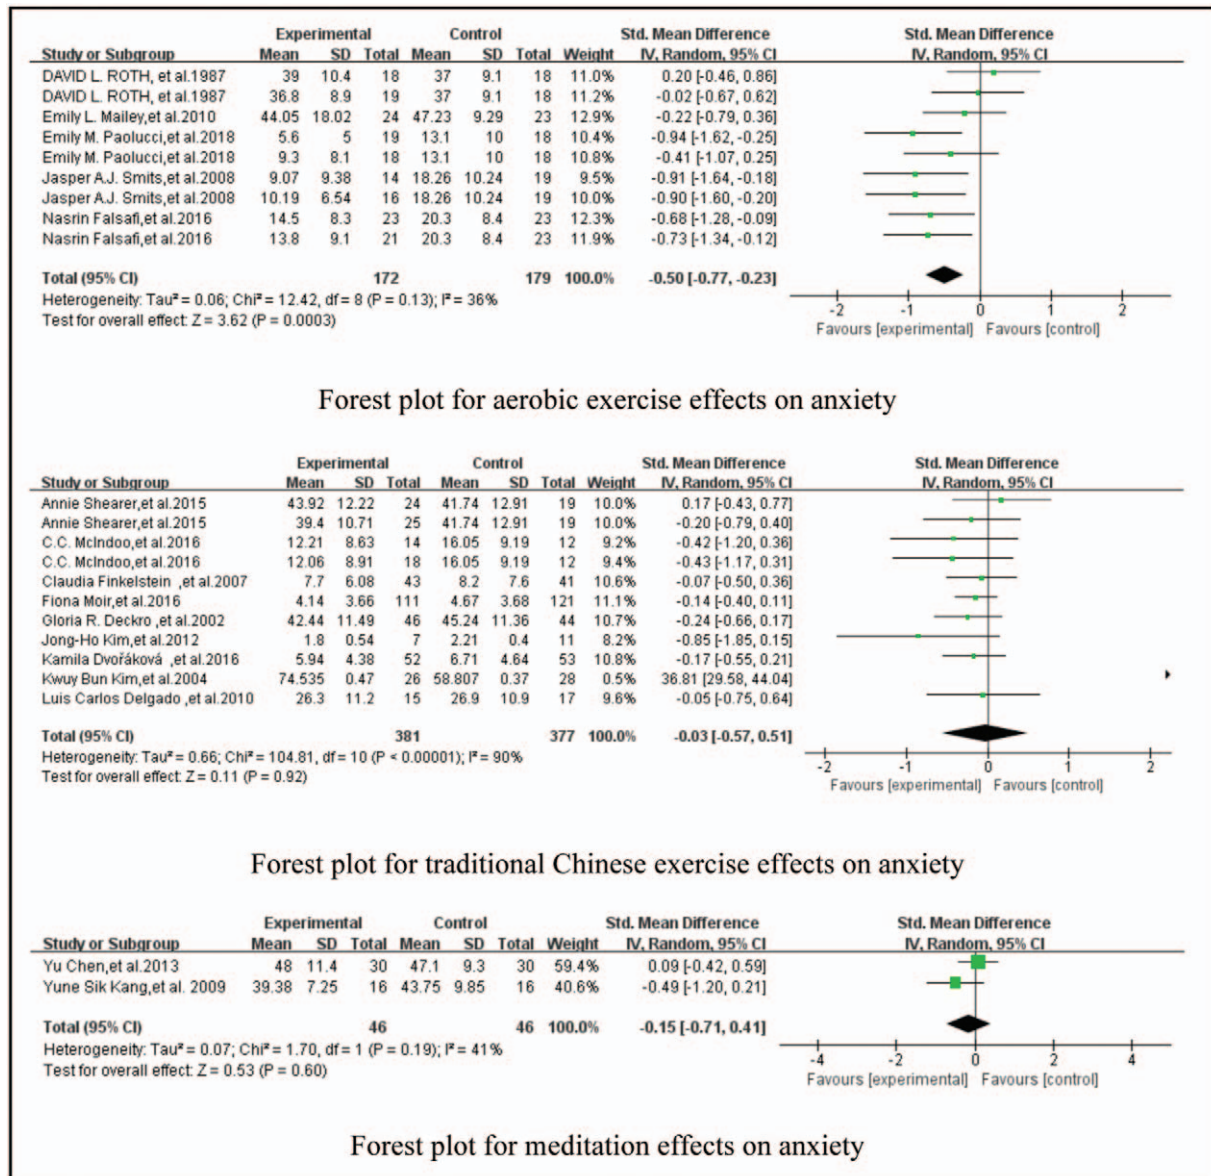 Experimental Control Std. Mean Difference Std. Mean Difference
Study or Subgroup Mean SD Total Mean SD Total Weight IV, Random, 95% CI IV, Random, 95% CI
DAVID L. ROTH, et al.1987 39 10.4 18 37 9.1 18 11.0% 0.20 [-0.46, 0.86]
DAVID L. ROTH, et al.1987 36.8 8.9 19 37 9.1 18 11.2% -0.02 [-0.67, 0.62]
Emily L. Mailey,et al.2010 44.05 18.02 24 47.23 9.29 23 12.9% -0.22 [-0.79, 0.36]
Emily M. Paolucci,et al.2018 5.6 5 19 13.1 10 18 10.4% -0.94 [-1.62, -0.25]
Emily M. Paolucci,et al.2018 9.3 8.1 18 13.1 10 18 10.8% -0.41 [-1.07, 0.25]
Jasper A.J. Smits,et al.2008 9.07 9.38 14 18.26 10.24 19 9.5% -0.91 [-1.64, -0.18]
Jasper A.J. Smits,et al.2008 10.19 6.54 16 18.26 10.24 19 10.0% -0.90 [-1.60, -0.20]
Nasrin Falsafi,et al.2016 14.5 8.3 23 20.3 8.4 23 12.3% -0.68 [-1.28, -0.09]
Nasrin Falsafi,et al.2016 13.8 9.1 21 20.3 8.4 23 11.9% -0.73 [-1.34, -0.12]
Total (95% CI) 172 179 100.0% -0.50 [-0.77, -0.23]
Heterogeneity: Tau² = 0.06; Chi² = 12.42, df = 8 (P = 0.13); I² = 36%
Test for overall effect: Z = 3.62 (P = 0.0003)
-2 -1 0 1 2
Favours [experimental] Favours [control]
Forest plot for aerobic exercise effects on anxiety
Experimental Control Std. Mean Difference Std. Mean Difference
Study or Subgroup Mean SD Total Mean SD Total Weight IV, Random, 95% CI IV, Random, 95% CI
Annie Shearer,et al.2015 43.92 12.22 24 41.74 12.91 19 10.0% 0.17 [-0.43, 0.77]
Annie Shearer,et al.2015 39.4 10.71 25 41.74 12.91 19 10.0% -0.20 [-0.79, 0.40]
C.C. McIndoo,et al.2016 12.21 8.63 14 16.05 9.19 12 9.2% -0.42 [-1.20, 0.36]
C.C. McIndoo,et al.2016 12.06 8.91 18 16.05 9.19 12 9.4% -0.43 [-1.17, 0.31]
Claudia Finkelstein ,et al.2007 7.7 6.08 43 8.2 7.6 41 10.6% -0.07 [-0.50, 0.36]
Fiona Moir,et al.2016 4.14 3.66 111 4.67 3.68 121 11.1% -0.14 [-0.40, 0.11]
Gloria R. Deckro ,et al.2002 42.44 11.49 46 45.24 11.36 44 10.7% -0.24 [-0.66, 0.17]
Jong-Ho Kim,et al.2012 1.8 0.54 7 2.21 0.4 11 8.2% -0.85 [-1.85, 0.15]
Kamila Dvořáková ,et al.2016 5.94 4.38 52 6.71 4.64 53 10.8% -0.17 [-0.55, 0.21]
Kwuy Bun Kim,et al.2004 74.535 0.47 26 58.807 0.37 28 0.5% 36.81 [29.58, 44.04]
Luis Carlos Delgado ,et al.2010 26.3 11.2 15 26.9 10.9 17 9.6% -0.05 [-0.75, 0.64]
Total (95% CI) 381 377 100.0% -0.03 [-0.57, 0.51]
Heterogeneity: Tau² = 0.66; Chi² = 104.81, df = 10 (P < 0.00001); I² = 90%
Test for overall effect: Z = 0.11 (P = 0.92)
-2 -1 0 1 2
Favours [experimental] Favours [control]
Forest plot for traditional Chinese exercise effects on anxiety
Experimental Control Std. Mean Difference Std. Mean Difference
Study or Subgroup Mean SD Total Mean SD Total Weight IV, Random, 95% CI IV, Random, 95% CI
Yu Chen,et al.2013 48 11.4 30 47.1 9.3 30 59.4% 0.09 [-0.42, 0.59]
Yune Sik Kang,et al. 2009 39.38 7.25 16 43.75 9.85 16 40.6% -0.49 [-1.20, 0.21]
Total (95% CI) 46 46 100.0% -0.15 [-0.71, 0.41]
Heterogeneity: Tau² = 0.07; Chi² = 1.70, df = 1 (P = 0.19); I² = 41%
Test for overall effect: Z = 0.53 (P = 0.60)
-4 -2 0 2 4
Favours [experimental] Favours [control]
Forest plot for meditation effects on anxiety